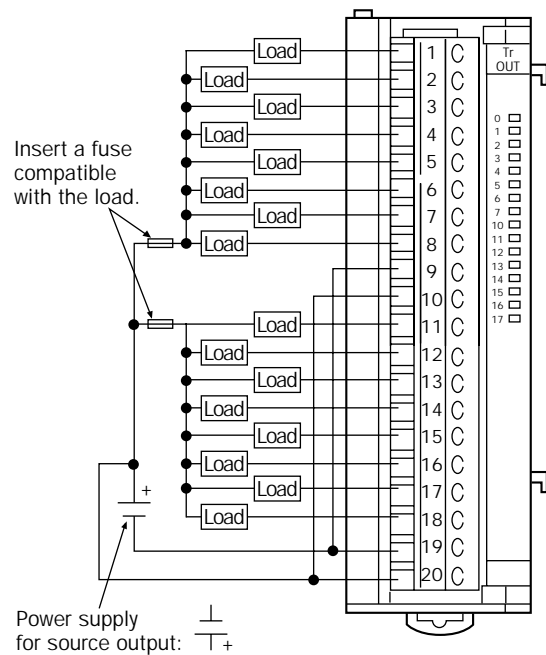 Load 1 C Tr
OUT
Load 2 C
Load 3 C
Load 4 C
Load 5 C
Load 6 C
Load 7 C
Load 8 C
9 C
10 C
Load 11 C
Load 12 C
Load 13 C
Load 14 C
Load 15 C
Load 16 C
Load 17 C
Load 18 C
19 C
20 C
0
1
2
3
4
5
6
7
10
11
12
13
14
15
16
17
Insert a fuse
compatible
with the load.
+
Power supply
for source output:
+